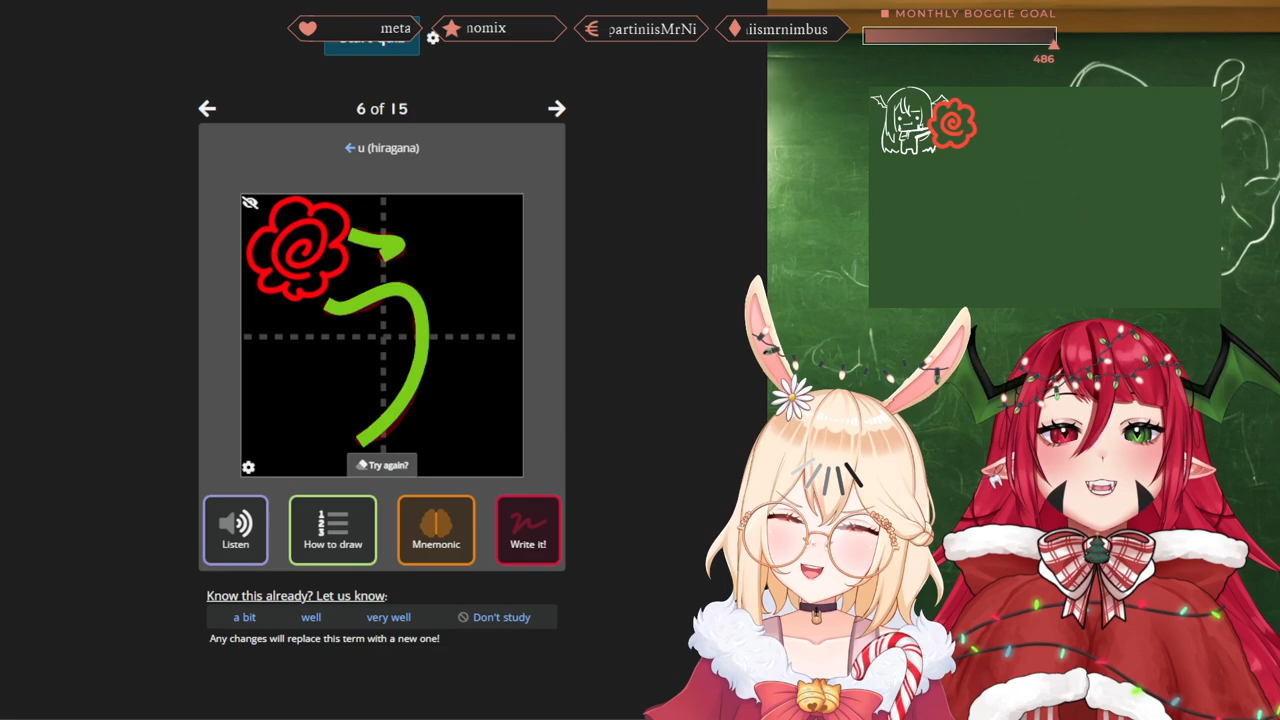 meta
nomix
partiniisMrNi
iismrnimbus
MONTHLY BOGGIE GOAL
486
6 of 15
u (hiragana)
う
Try again?
Listen
How to draw
Mnemonic
Write it!
Know this already? Let us know:
a bit well very well Don't study
Any changes will replace this term with a new one!